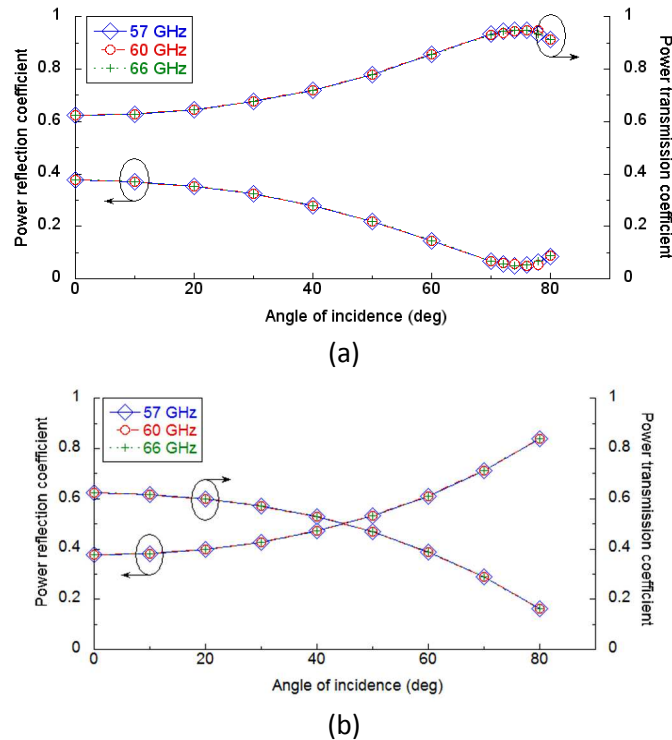 57 GHz
60 GHz
66 GHz
Power reflection coefficient
1
0.8
0.6
0.4
0.2
0
1
0.8
0.6
0.4
0.2
0
Power transmission coefficient
0 20 40 60 80
Angle of incidence (deg)
(a)
57 GHz
60 GHz
66 GHz
Power reflection coefficient
1
0.8
0.6
0.4
0.2
0
1
0.8
0.6
0.4
0.2
0
Power transmission coefficient
0 20 40 60 80
Angle of incidence (deg)
(b)